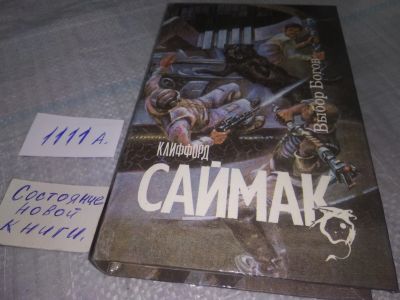 1111 А.
Состояние
новой
книги.
КЛИФФОРД
САЙМАК
Выбор Богов